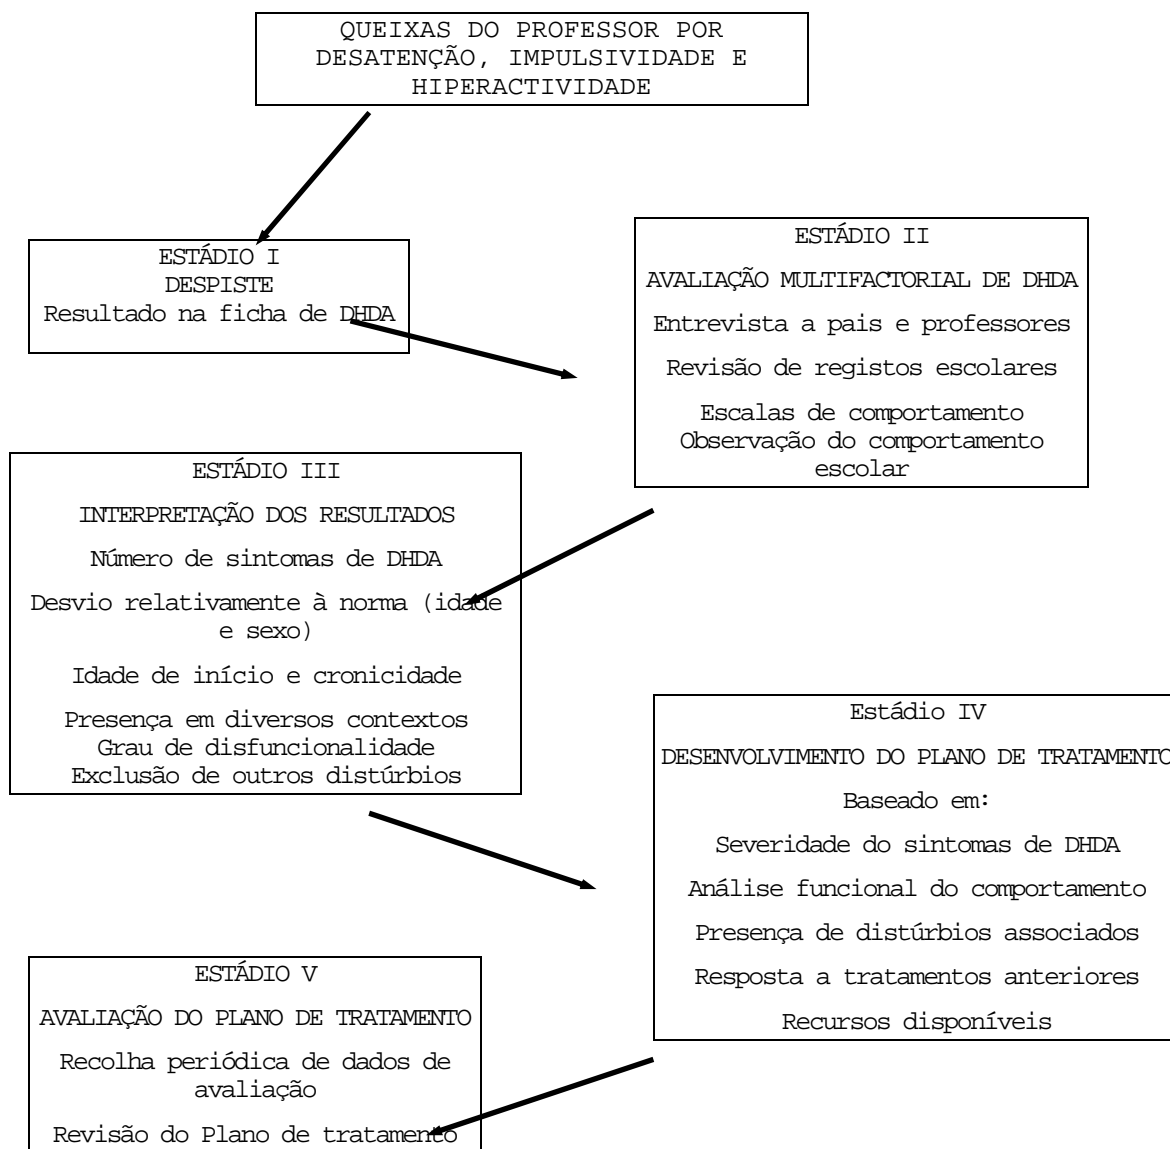 QUEIXAS DO PROFESSOR POR
DESATENÇÃO, IMPULSIVIDADE E
HIPERACTIVIDADE
ESTÁDIO I
DESPISTE
Resultado na ficha de DHDA
ESTÁDIO II
AVALIAÇÃO MULTIFACTORIAL DE DHDA
Entrevista a pais e professores
Revisão de registos escolares
Escalas de comportamento
Observação do comportamento
escolar
ESTÁDIO III
INTERPRETAÇÃO DOS RESULTADOS
Número de sintomas de DHDA
Desvio relativamente à norma (idade
e sexo)
Idade de início e cronicidade
Presença em diversos contextos
Grau de disfuncionalidade
Exclusão de outros distúrbios
Estádio IV
DESENVOLVIMENTO DO PLANO DE TRATAMENTO
Baseado em:
Severidade do sintomas de DHDA
Análise funcional do comportamento
Presença de distúrbios associados
Resposta a tratamentos anteriores
Recursos disponíveis
ESTÁDIO V
AVALIAÇÃO DO PLANO DE TRATAMENTO
Recolha periódica de dados de
avaliação
Revisão do Plano de tratamento